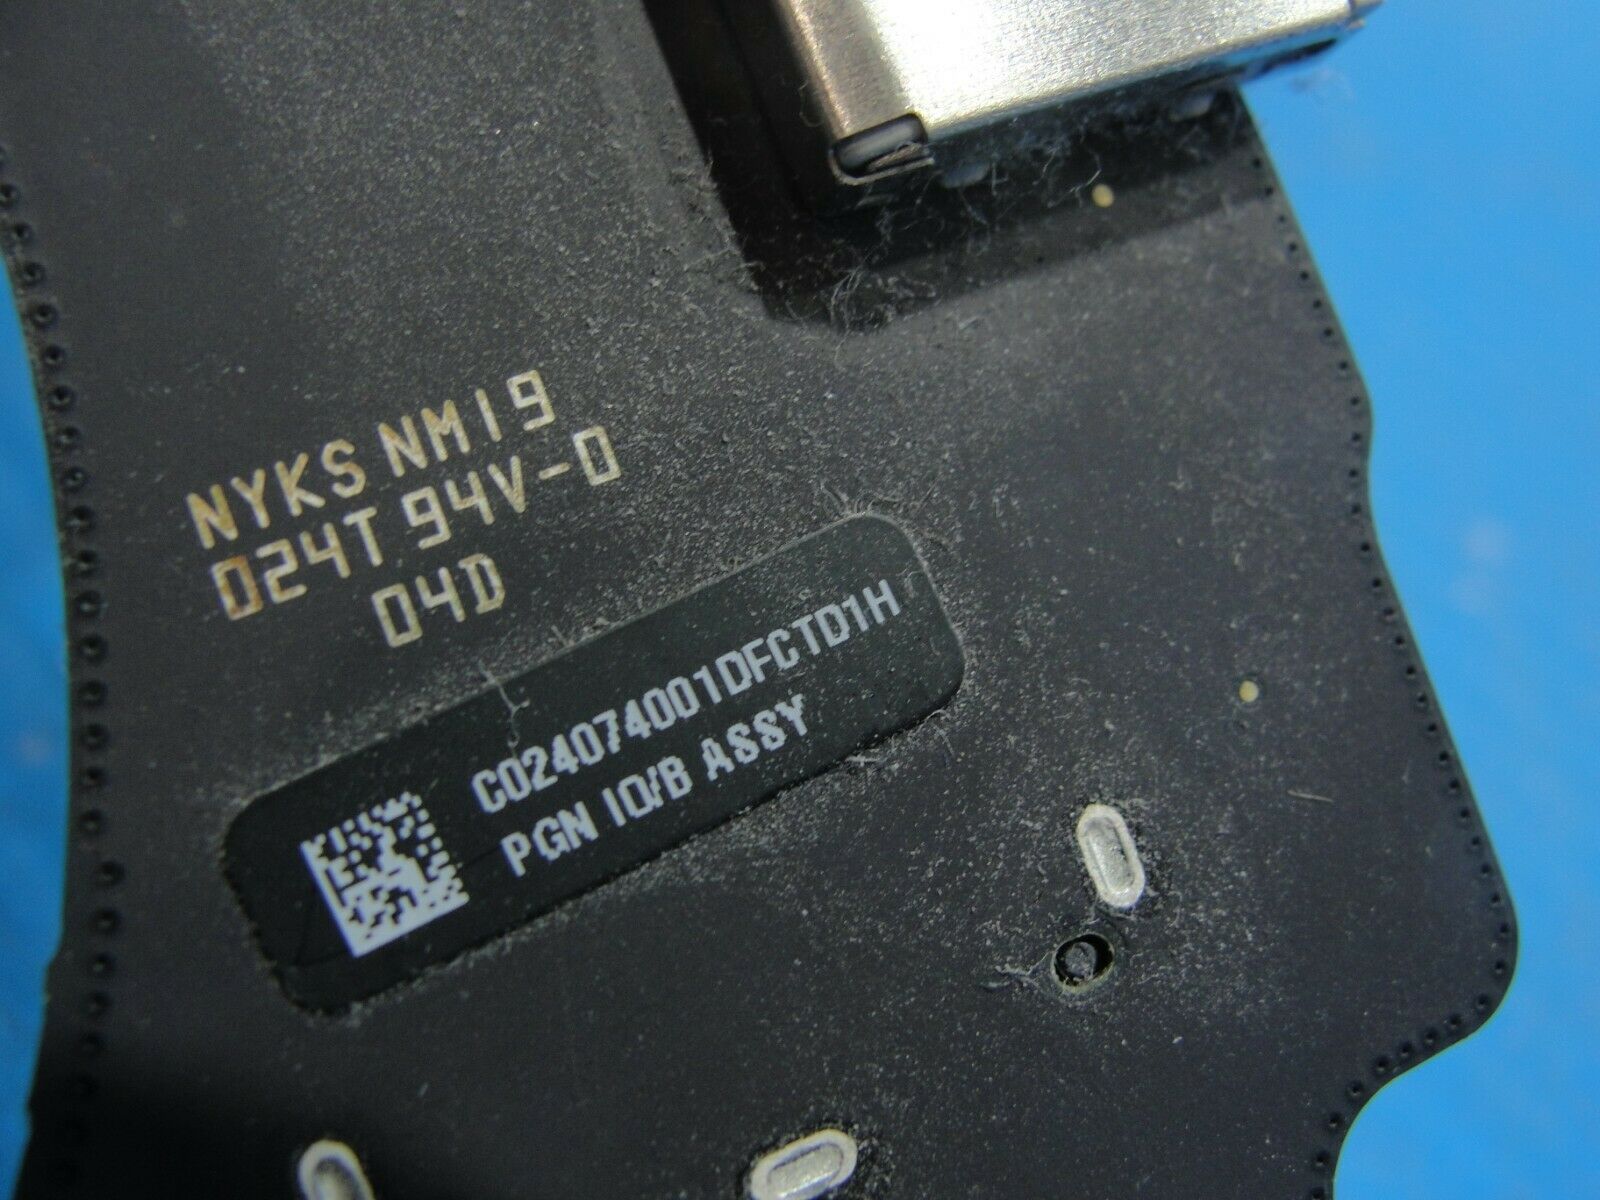 NYKS NM19
024T 94V-0
04D
C024074001DFCTD1H
PGN IO/B ASSY